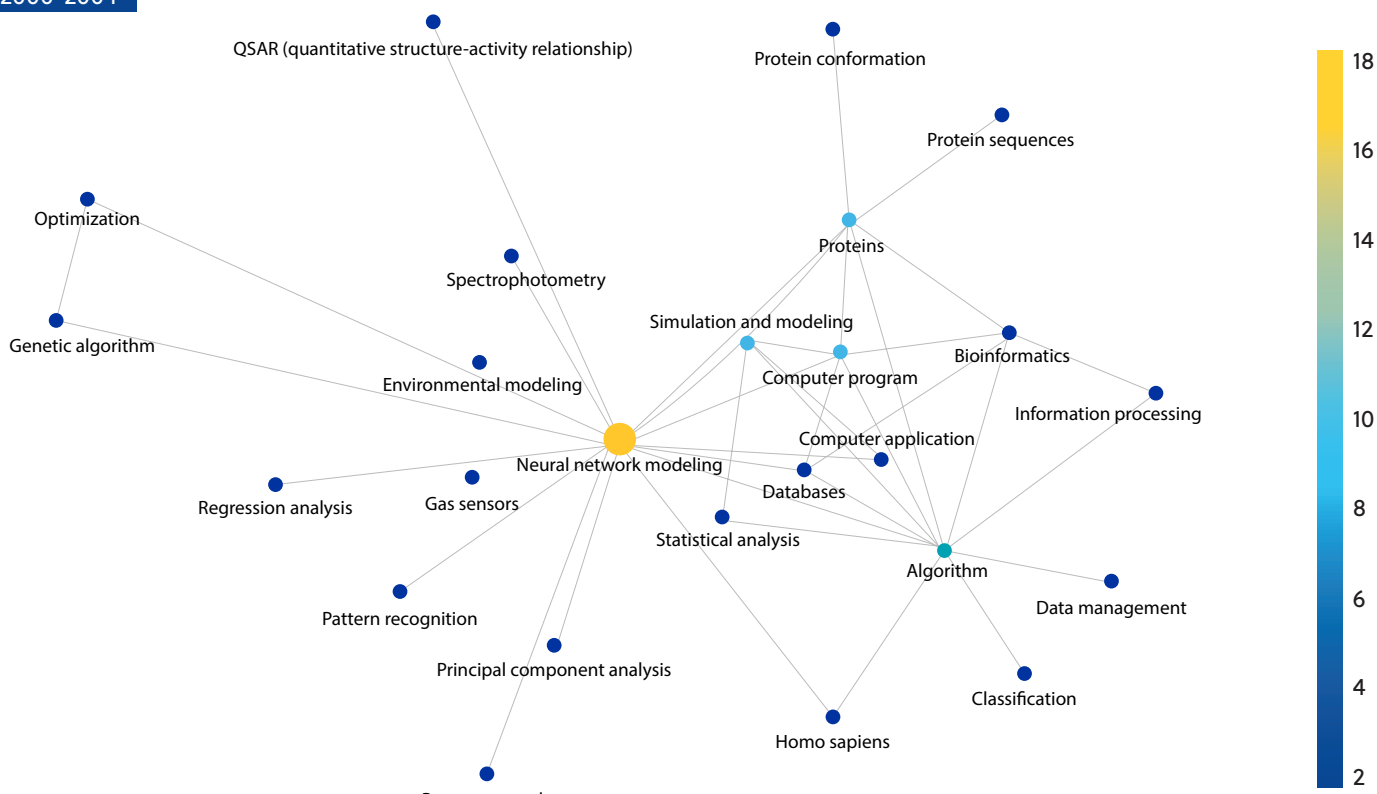 QSAR (quantitative structure-activity relationship)
Protein conformation
18
16
Protein sequences
Optimization
14
Proteins
Spectrophotometry
Simulation and modeling
12
Genetic algorithm
Bioinformatics
Computer program
Environmental modeling
Information processing
10
Computer application
Neural network modeling
Databases
Regression analysis
Gas sensors
8
Statistical analysis
Algorithm
6
Data management
Pattern recognition
Principal component analysis
4
Classification
Homo sapiens
2